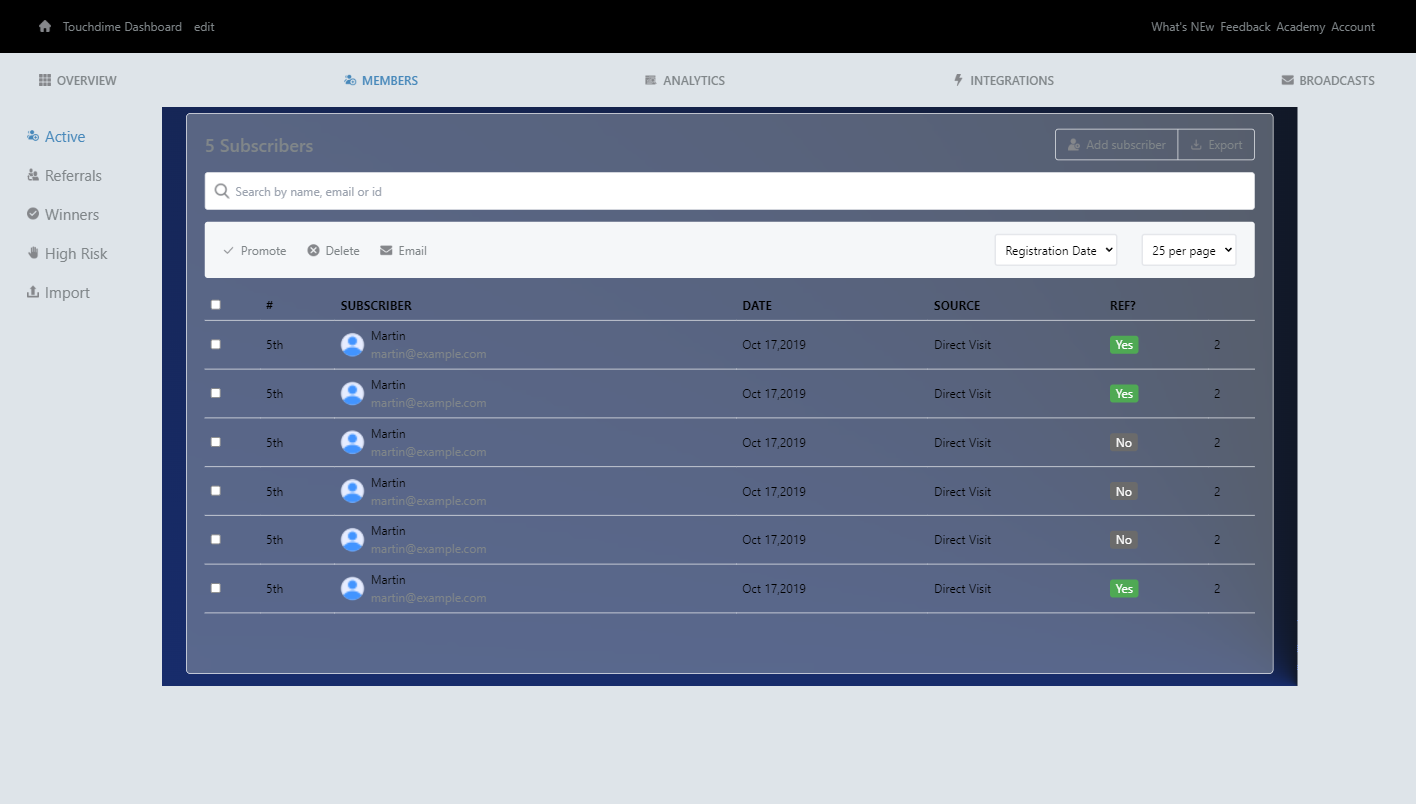 Touchdime Dashboard edit What's NEw Feedback Academy Account
OVERVIEW MEMBERS ANALYTICS INTEGRATIONS BROADCASTS
Active
Referrals
Winners
High Risk
Import
5 Subscribers Add subscriber Export
Search by name, email or id
Promote Delete Email Registration Date 25 per page
# SUBSCRIBER DATE SOURCE REF?
5th Martin Oct 17,2019 Direct Visit Yes 2
martin@example.com
5th Martin Oct 17,2019 Direct Visit Yes 2
martin@example.com
5th Martin Oct 17,2019 Direct Visit No 2
martin@example.com
5th Martin Oct 17,2019 Direct Visit No 2
martin@example.com
5th Martin Oct 17,2019 Direct Visit No 2
martin@example.com
5th Martin Oct 17,2019 Direct Visit Yes 2
martin@example.com